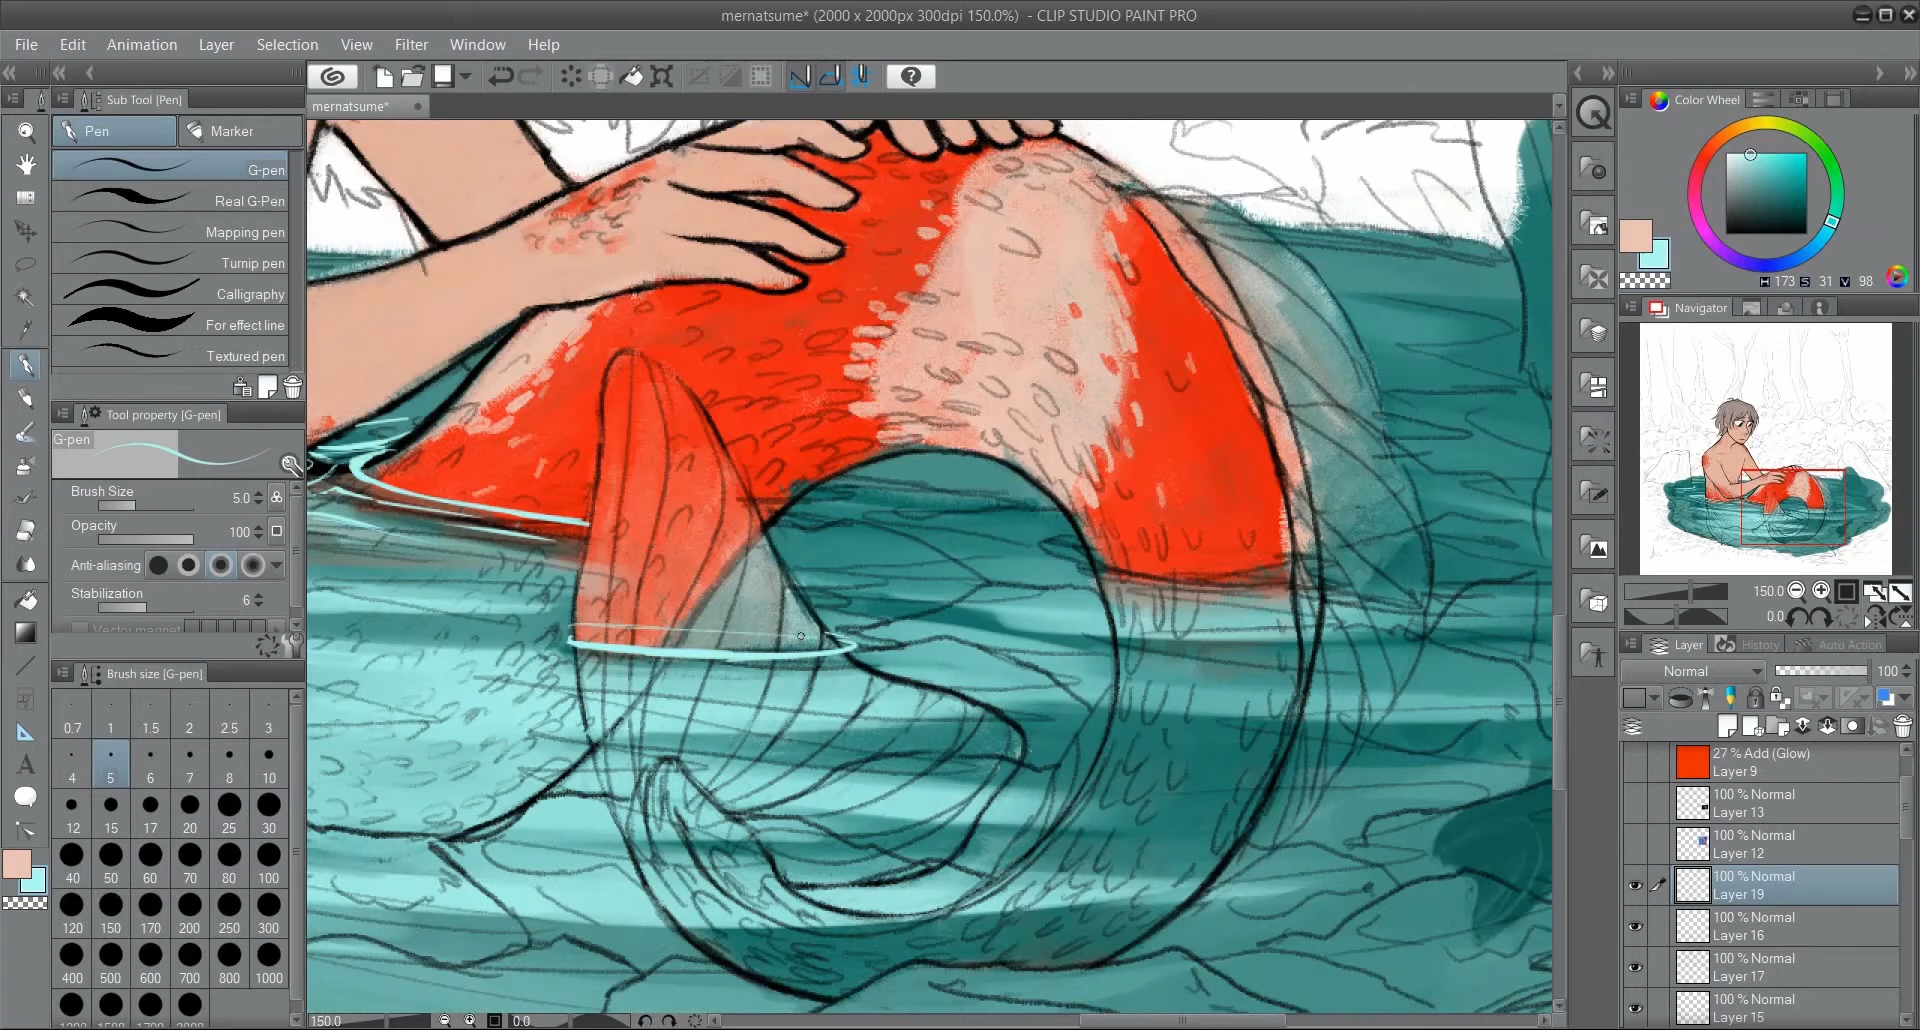 mernatsume* (2000 x 2000px 300dpi 150.0%) - CLIP STUDIO PAINT PRO
File Edit Animation Layer Selection View Filter Window Help
Sub Tool [Pen]
Pen Marker
G-pen
Real G-Pen
Mapping pen
Turnip pen
Calligraphy
For effect line
Textured pen
Tool property [G-pen]
G-pen
Brush Size 5.0
Opacity 100
Anti-aliasing
Stabilization 6
Vector magnet
Brush size [G-pen]
0.7 1 1.5 2 2.5 3
4 5 6 7 8 10
12 15 17 20 25 30
40 50 60 70 80 100
120 150 170 200 250 300
400 500 600 700 800 1000
mernatsume*
150.0 0.0
Color Wheel
H 173 S 31 V 98
Navigator
150.0
0.0
Layer History Auto Action
Normal 100
27 % Add (Glow)
Layer 9
100 % Normal
Layer 13
100 % Normal
Layer 12
100 % Normal
Layer 19
100 % Normal
Layer 16
100 % Normal
Layer 17
100 % Normal
Layer 15